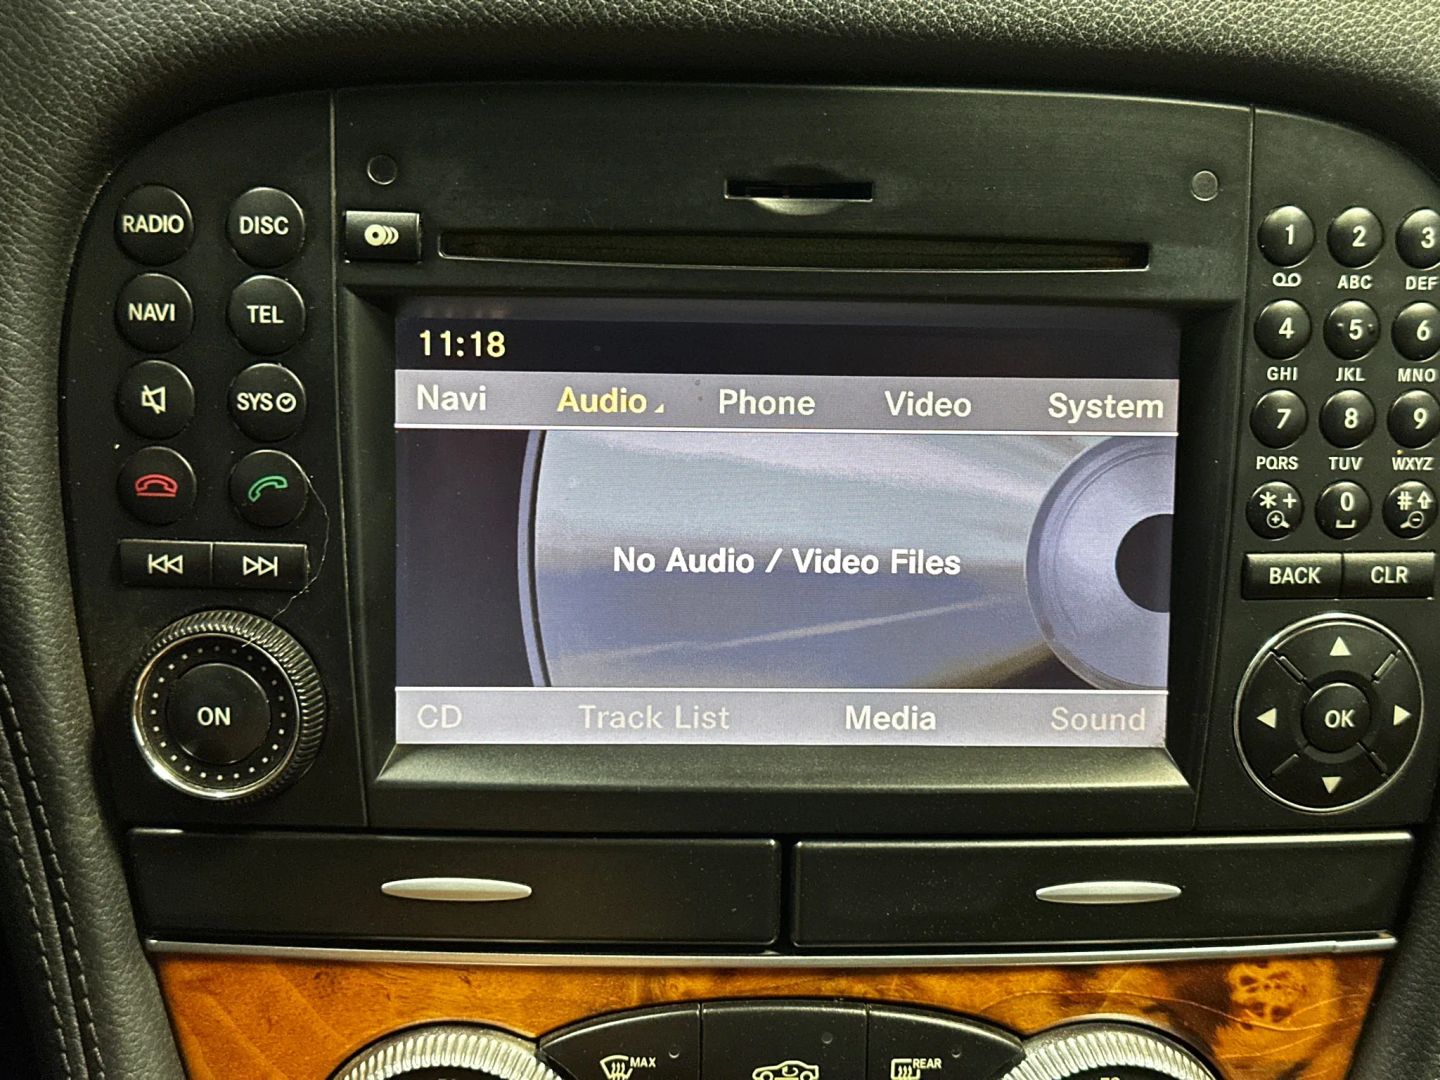 RADIO DISC
NAVI TEL
SYS
ON
11:18
Navi Audio Phone Video System
No Audio / Video Files
CD Track List Media Sound
1 2 3
ABC DEF
4 5 6
GHI JKL MNO
7 8 9
PQRS TUV WXYZ
* + 0 #
BACK CLR
OK
MAX REAR